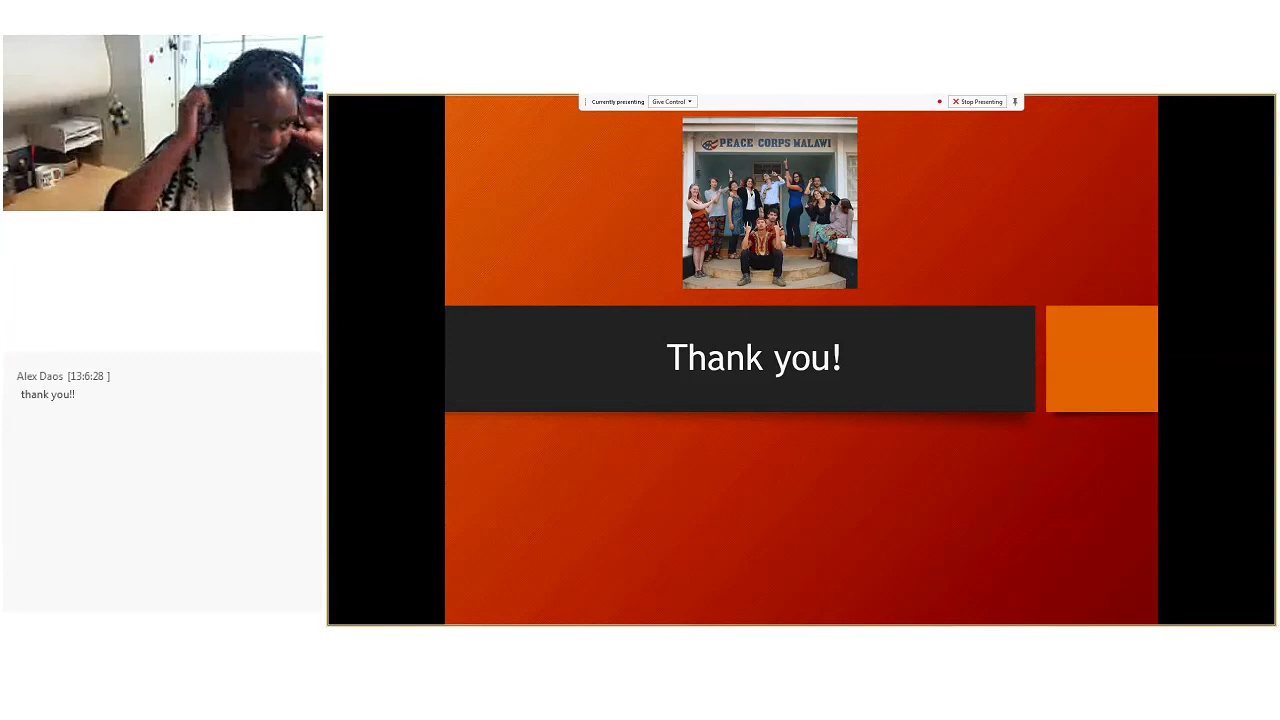 Currently presenting
Give Control
Stop Presenting
PEACE CORPS MALAWI
Thank you!
Alex Daos [13:6:28 ]
thank you!!